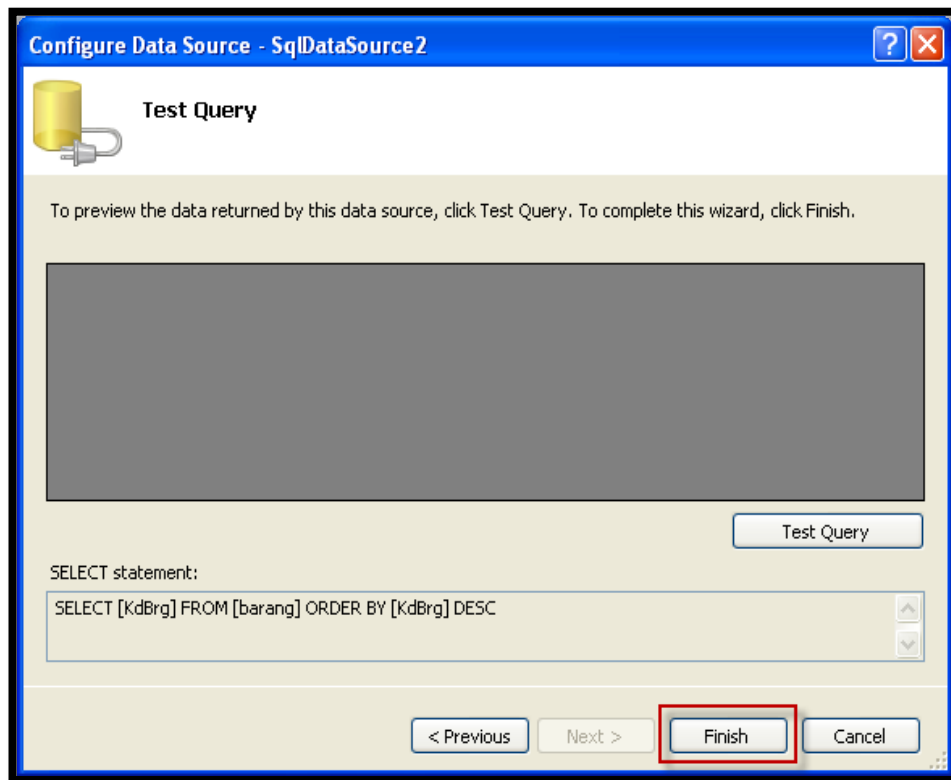 Configure Data Source - SqlDataSource2
Test Query
To preview the data returned by this data source, click Test Query. To complete this wizard, click Finish.
Test Query
SELECT statement:
SELECT [KdBrg] FROM [barang] ORDER BY [KdBrg] DESC
< Previous Next > Finish Cancel